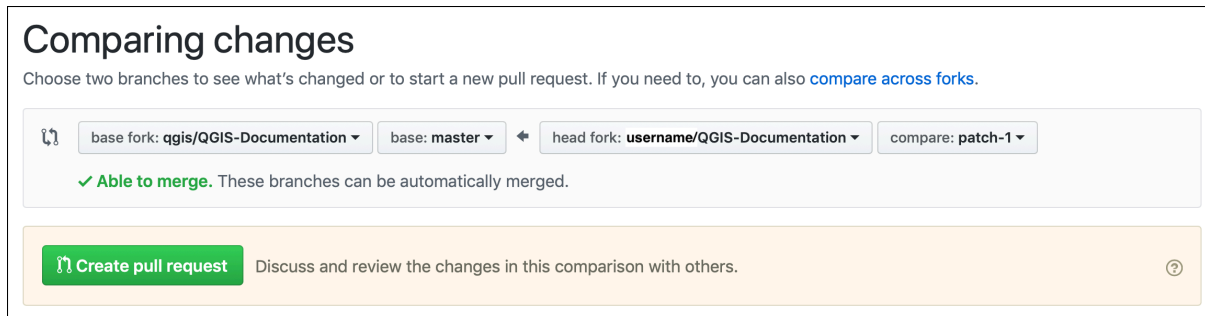 Comparing changes
Choose two branches to see what's changed or to start a new pull request. If you need to, you can also compare across forks.
base fork: qgis/QGIS-Documentation base: master head fork: username/QGIS-Documentation compare: patch-1
Able to merge. These branches can be automatically merged.
Create pull request Discuss and review the changes in this comparison with others.